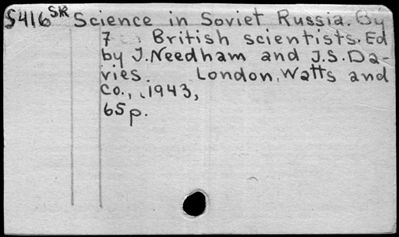 S416SK Science in Soviet Russia. By
7 British scientists. Ed
by J. Needham and J.S. Da-
vies. London, Watts and
Co., 1943,
65p.